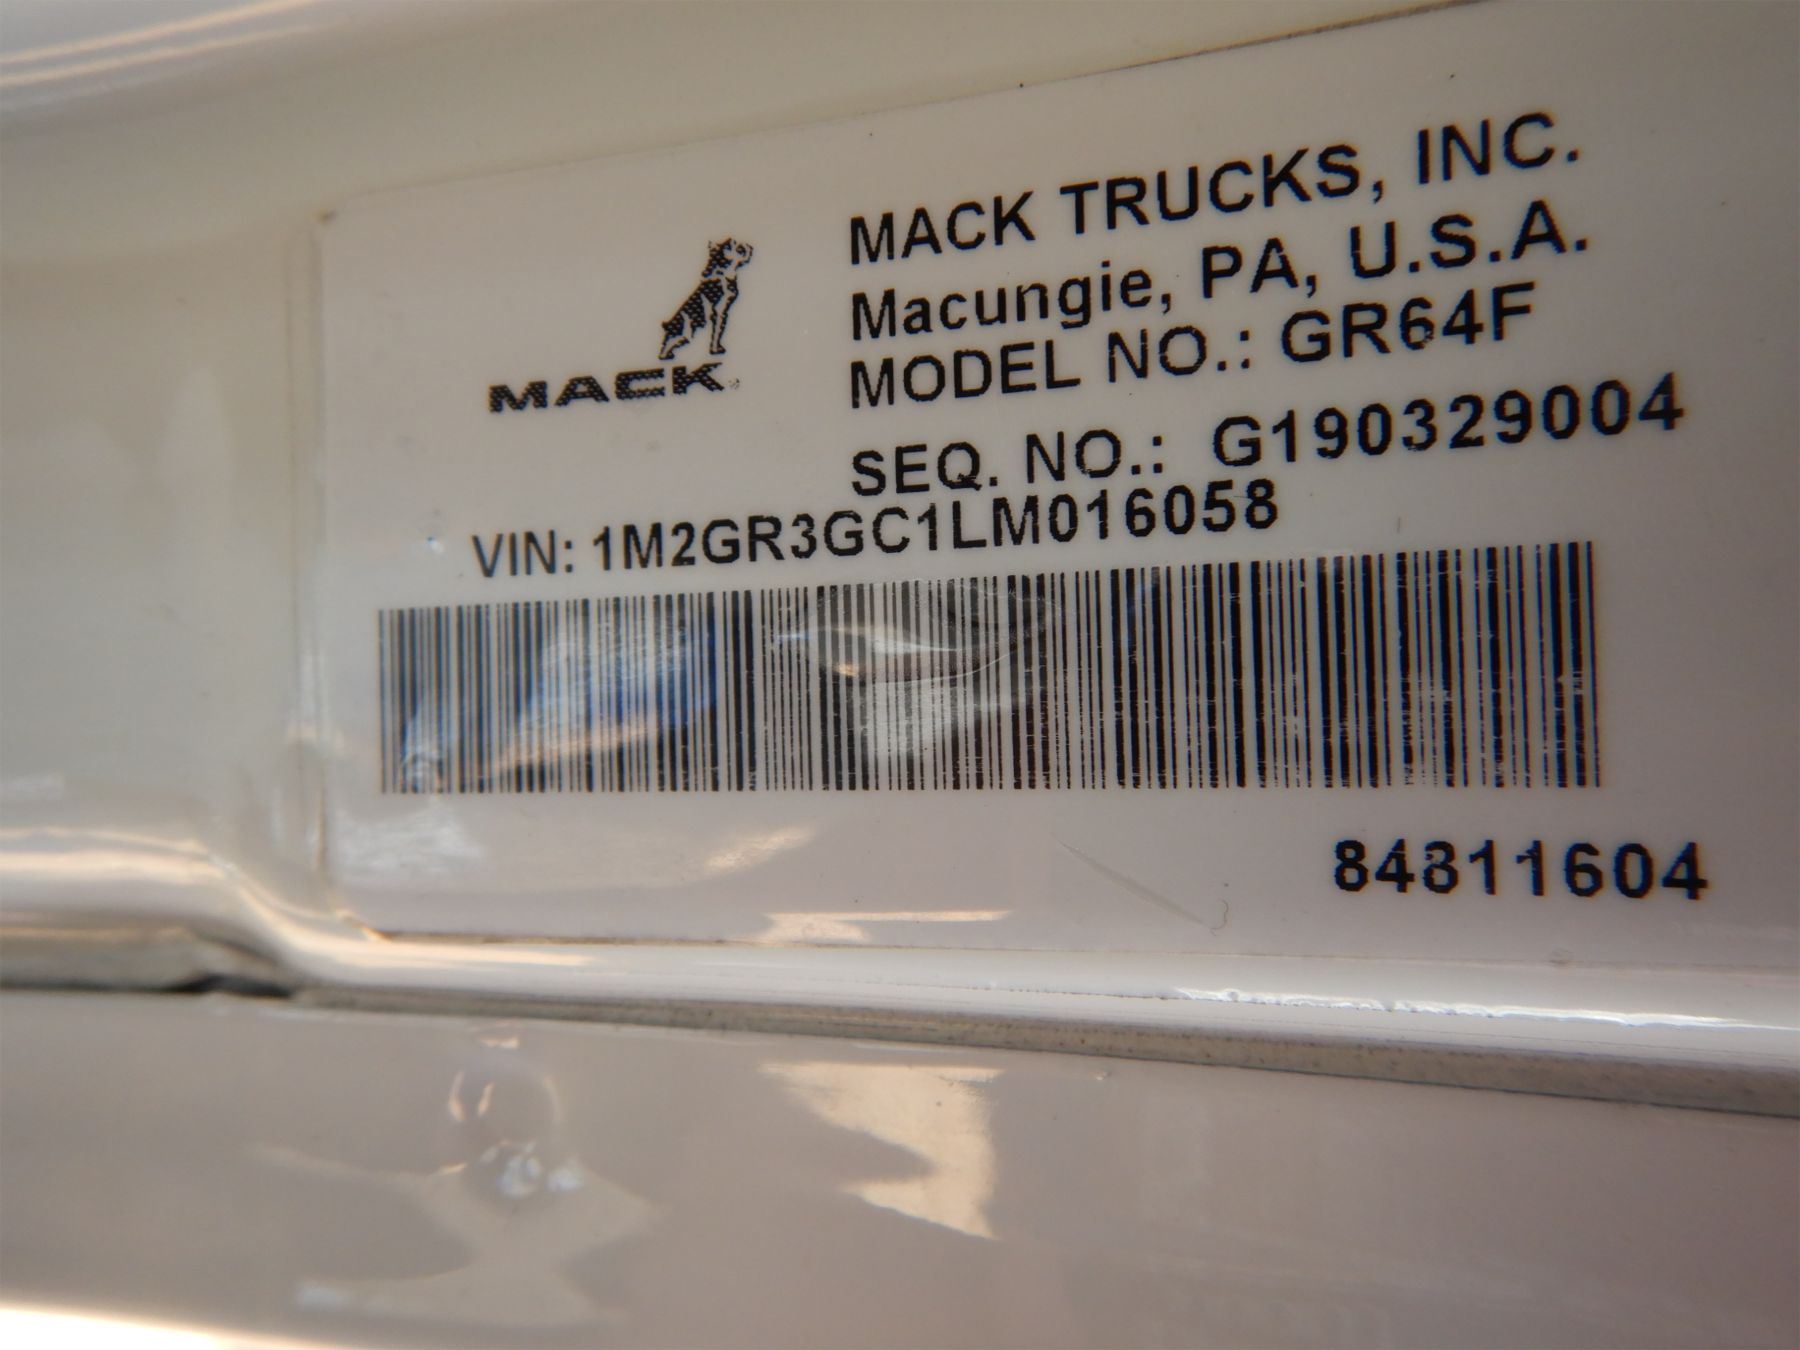 MACK
MACK TRUCKS, INC.
Macungie, PA, U.S.A.
MODEL NO.: GR64F
SEQ. NO.: G190329004
VIN: 1M2GR3GC1LM016058
84811604